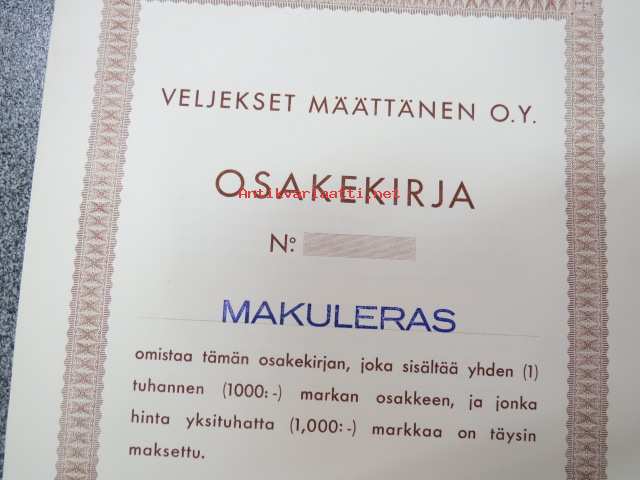 VELJEKSET MÄÄTTÄNEN O.Y.
OSAKEKIRJA
Antikvariaatti.net
N:o
MAKULERAS
omistaa tämän osakekirjan, joka sisältää yhden (1)
tuhannen (1000:-) markan osakkeen, ja jonka
hinta yksituhatta (1,000:-) markkaa on täysin
maksettu.